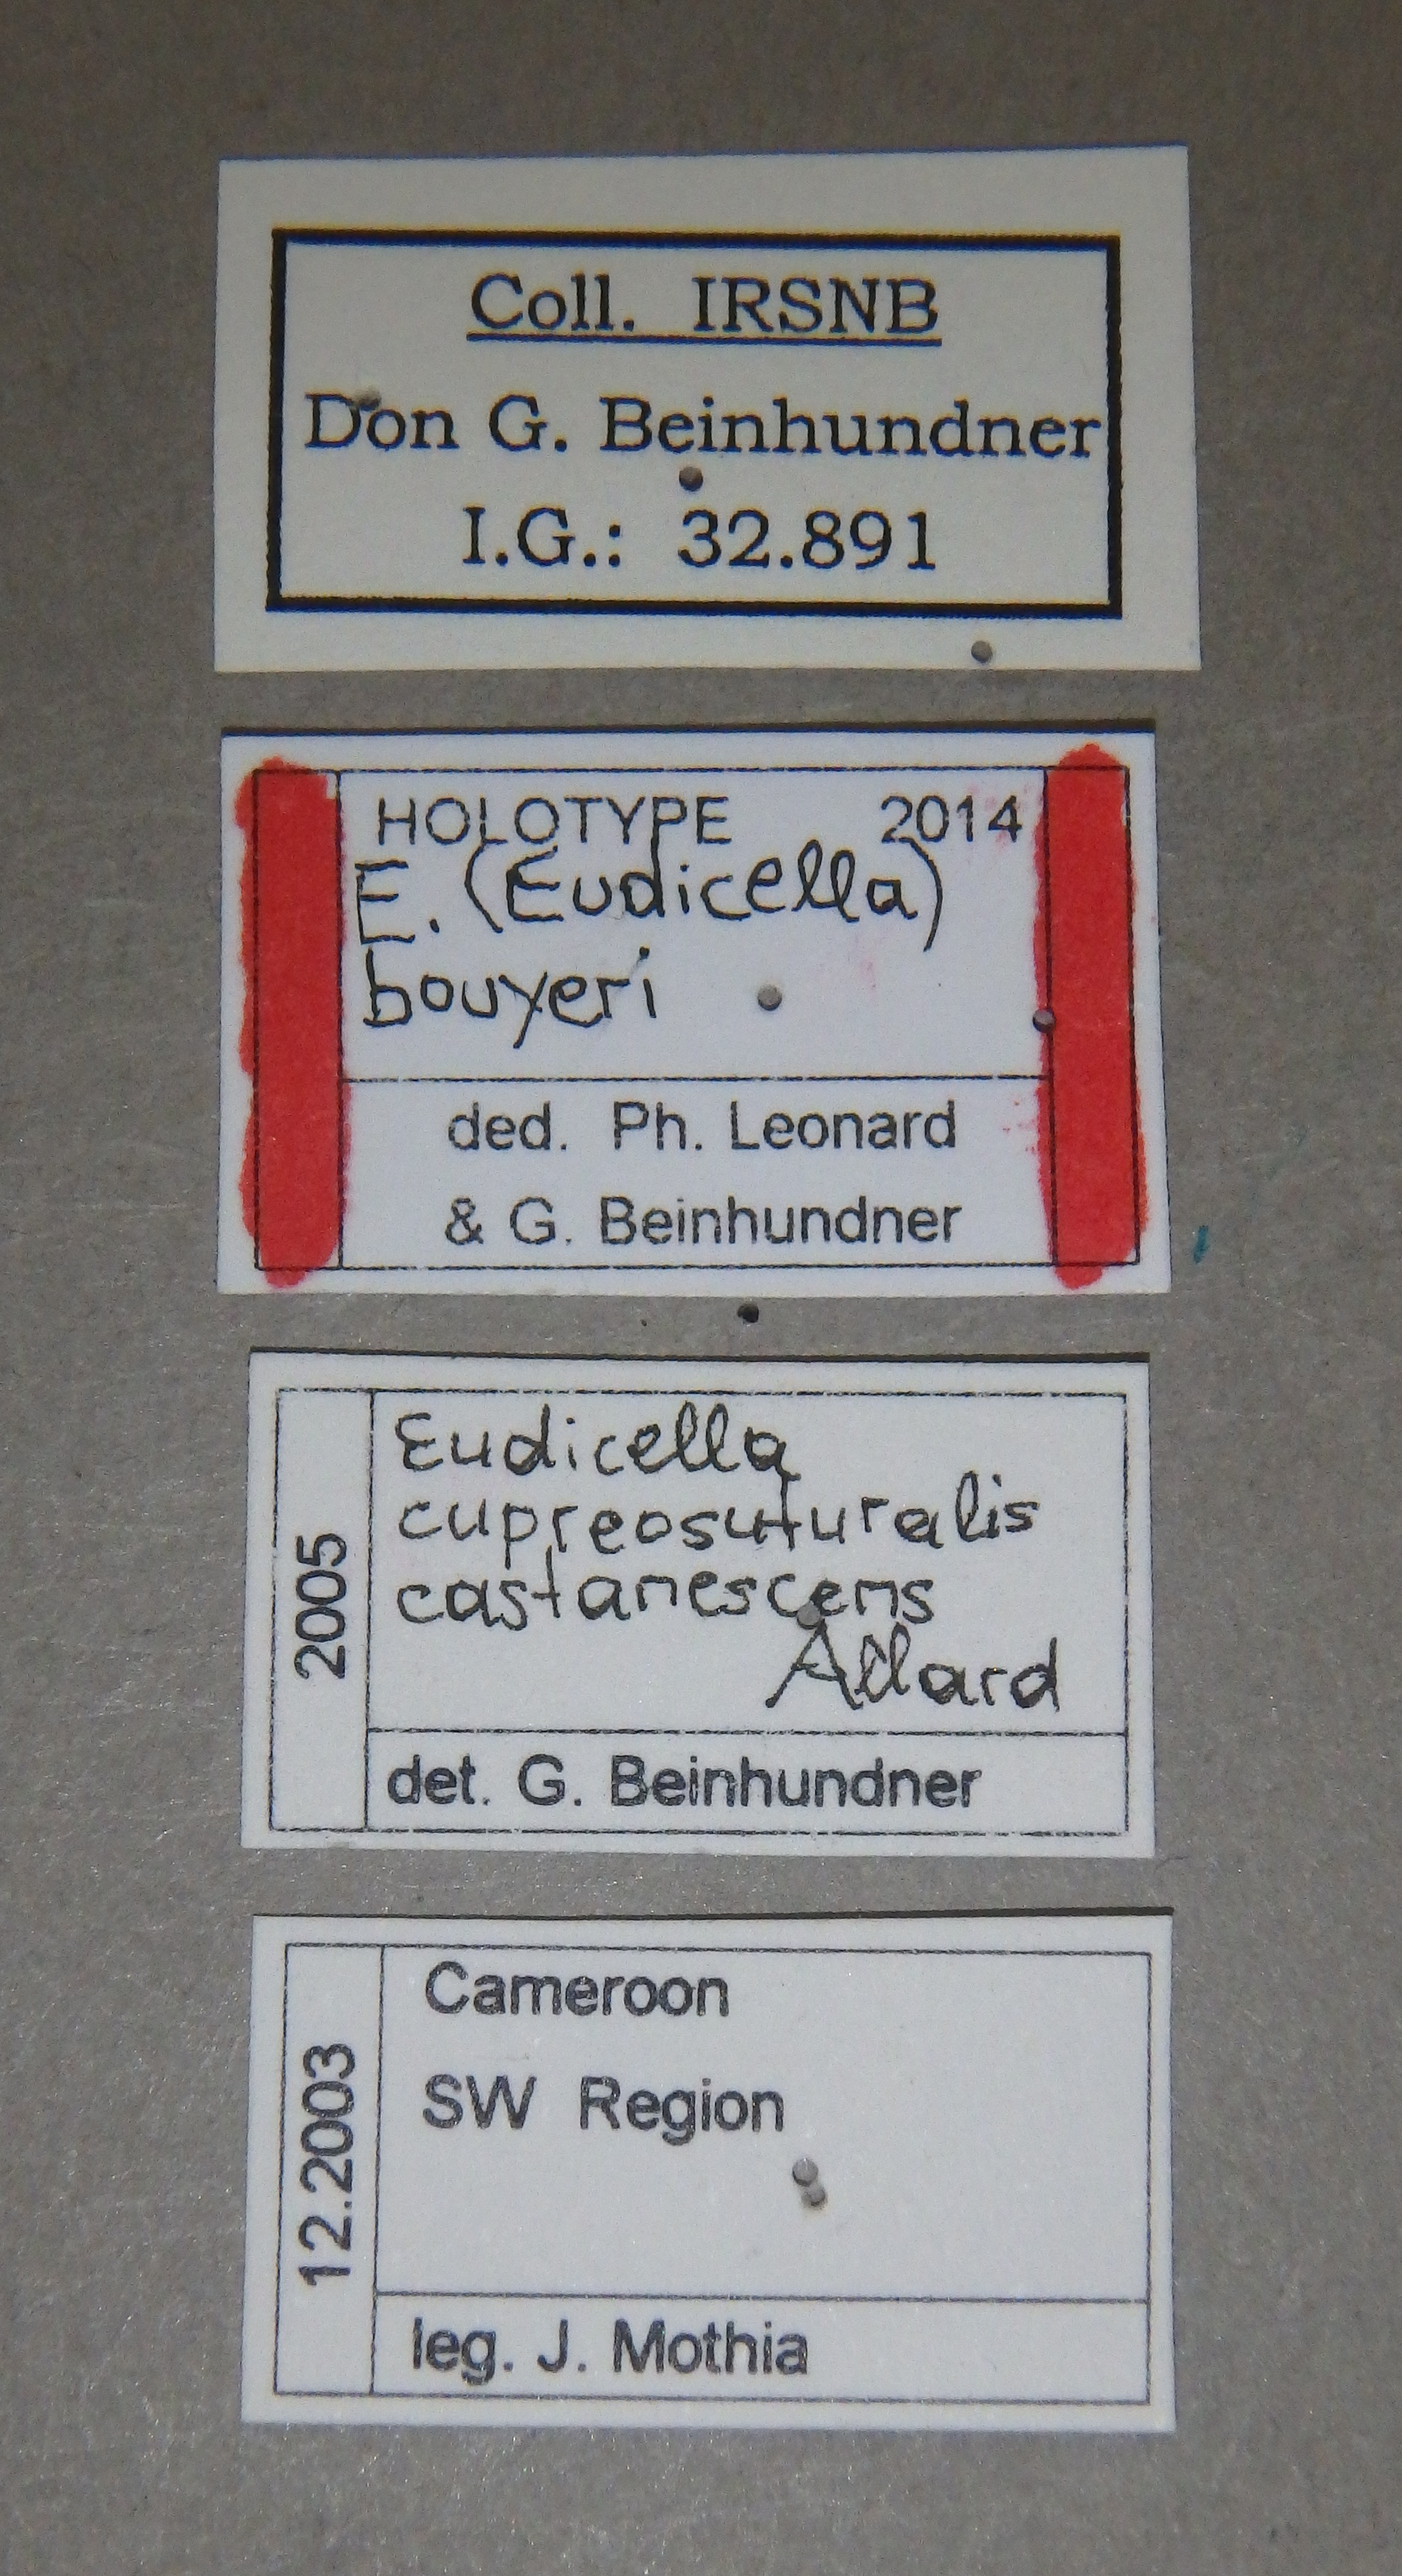 Coll. IRSNB
Don G. Beinhundner
I.G.: 32.891
HOLOTYPE 2014
E. (Eudicella)
bouyeri
ded. Ph. Leonard
& G. Beinhundner
2005
Eudicella
cupreosuturalis
castanescens
Allard
det. G. Beinhundner
12.2003
Cameroon
SW Region
leg. J. Mothia